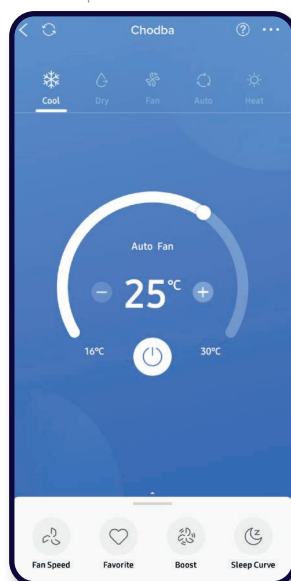 Chodba
Cool Dry Fan Auto Heat
Auto Fan
25°C
16°C 30°C
Fan Speed Favorite Boost Sleep Curve